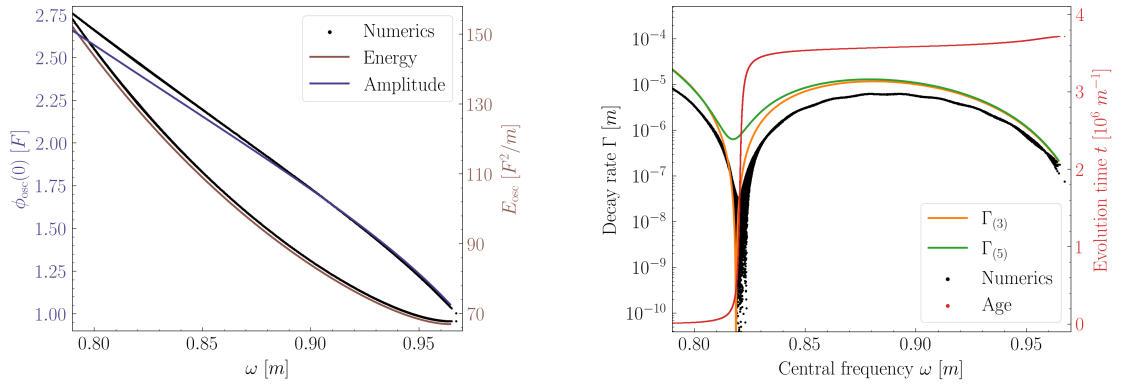 2.75
2.50
2.25
2.00
1.75
1.50
1.25
1.00
ϕ_osc(0) [F]
0.80
0.85
0.90
0.95
ω [m]
150
130
110
90
70
E_osc [F²/m]
Numerics
Energy
Amplitude
10⁻⁴
10⁻⁵
10⁻⁶
10⁻⁷
10⁻⁸
10⁻⁹
10⁻¹⁰
Decay rate Γ [m]
0.80
0.85
0.90
0.95
Central frequency ω [m]
4
3
2
1
0
Evolution time t [10⁶ m⁻¹]
Γ₍₃₎
Γ₍₅₎
Numerics
Age